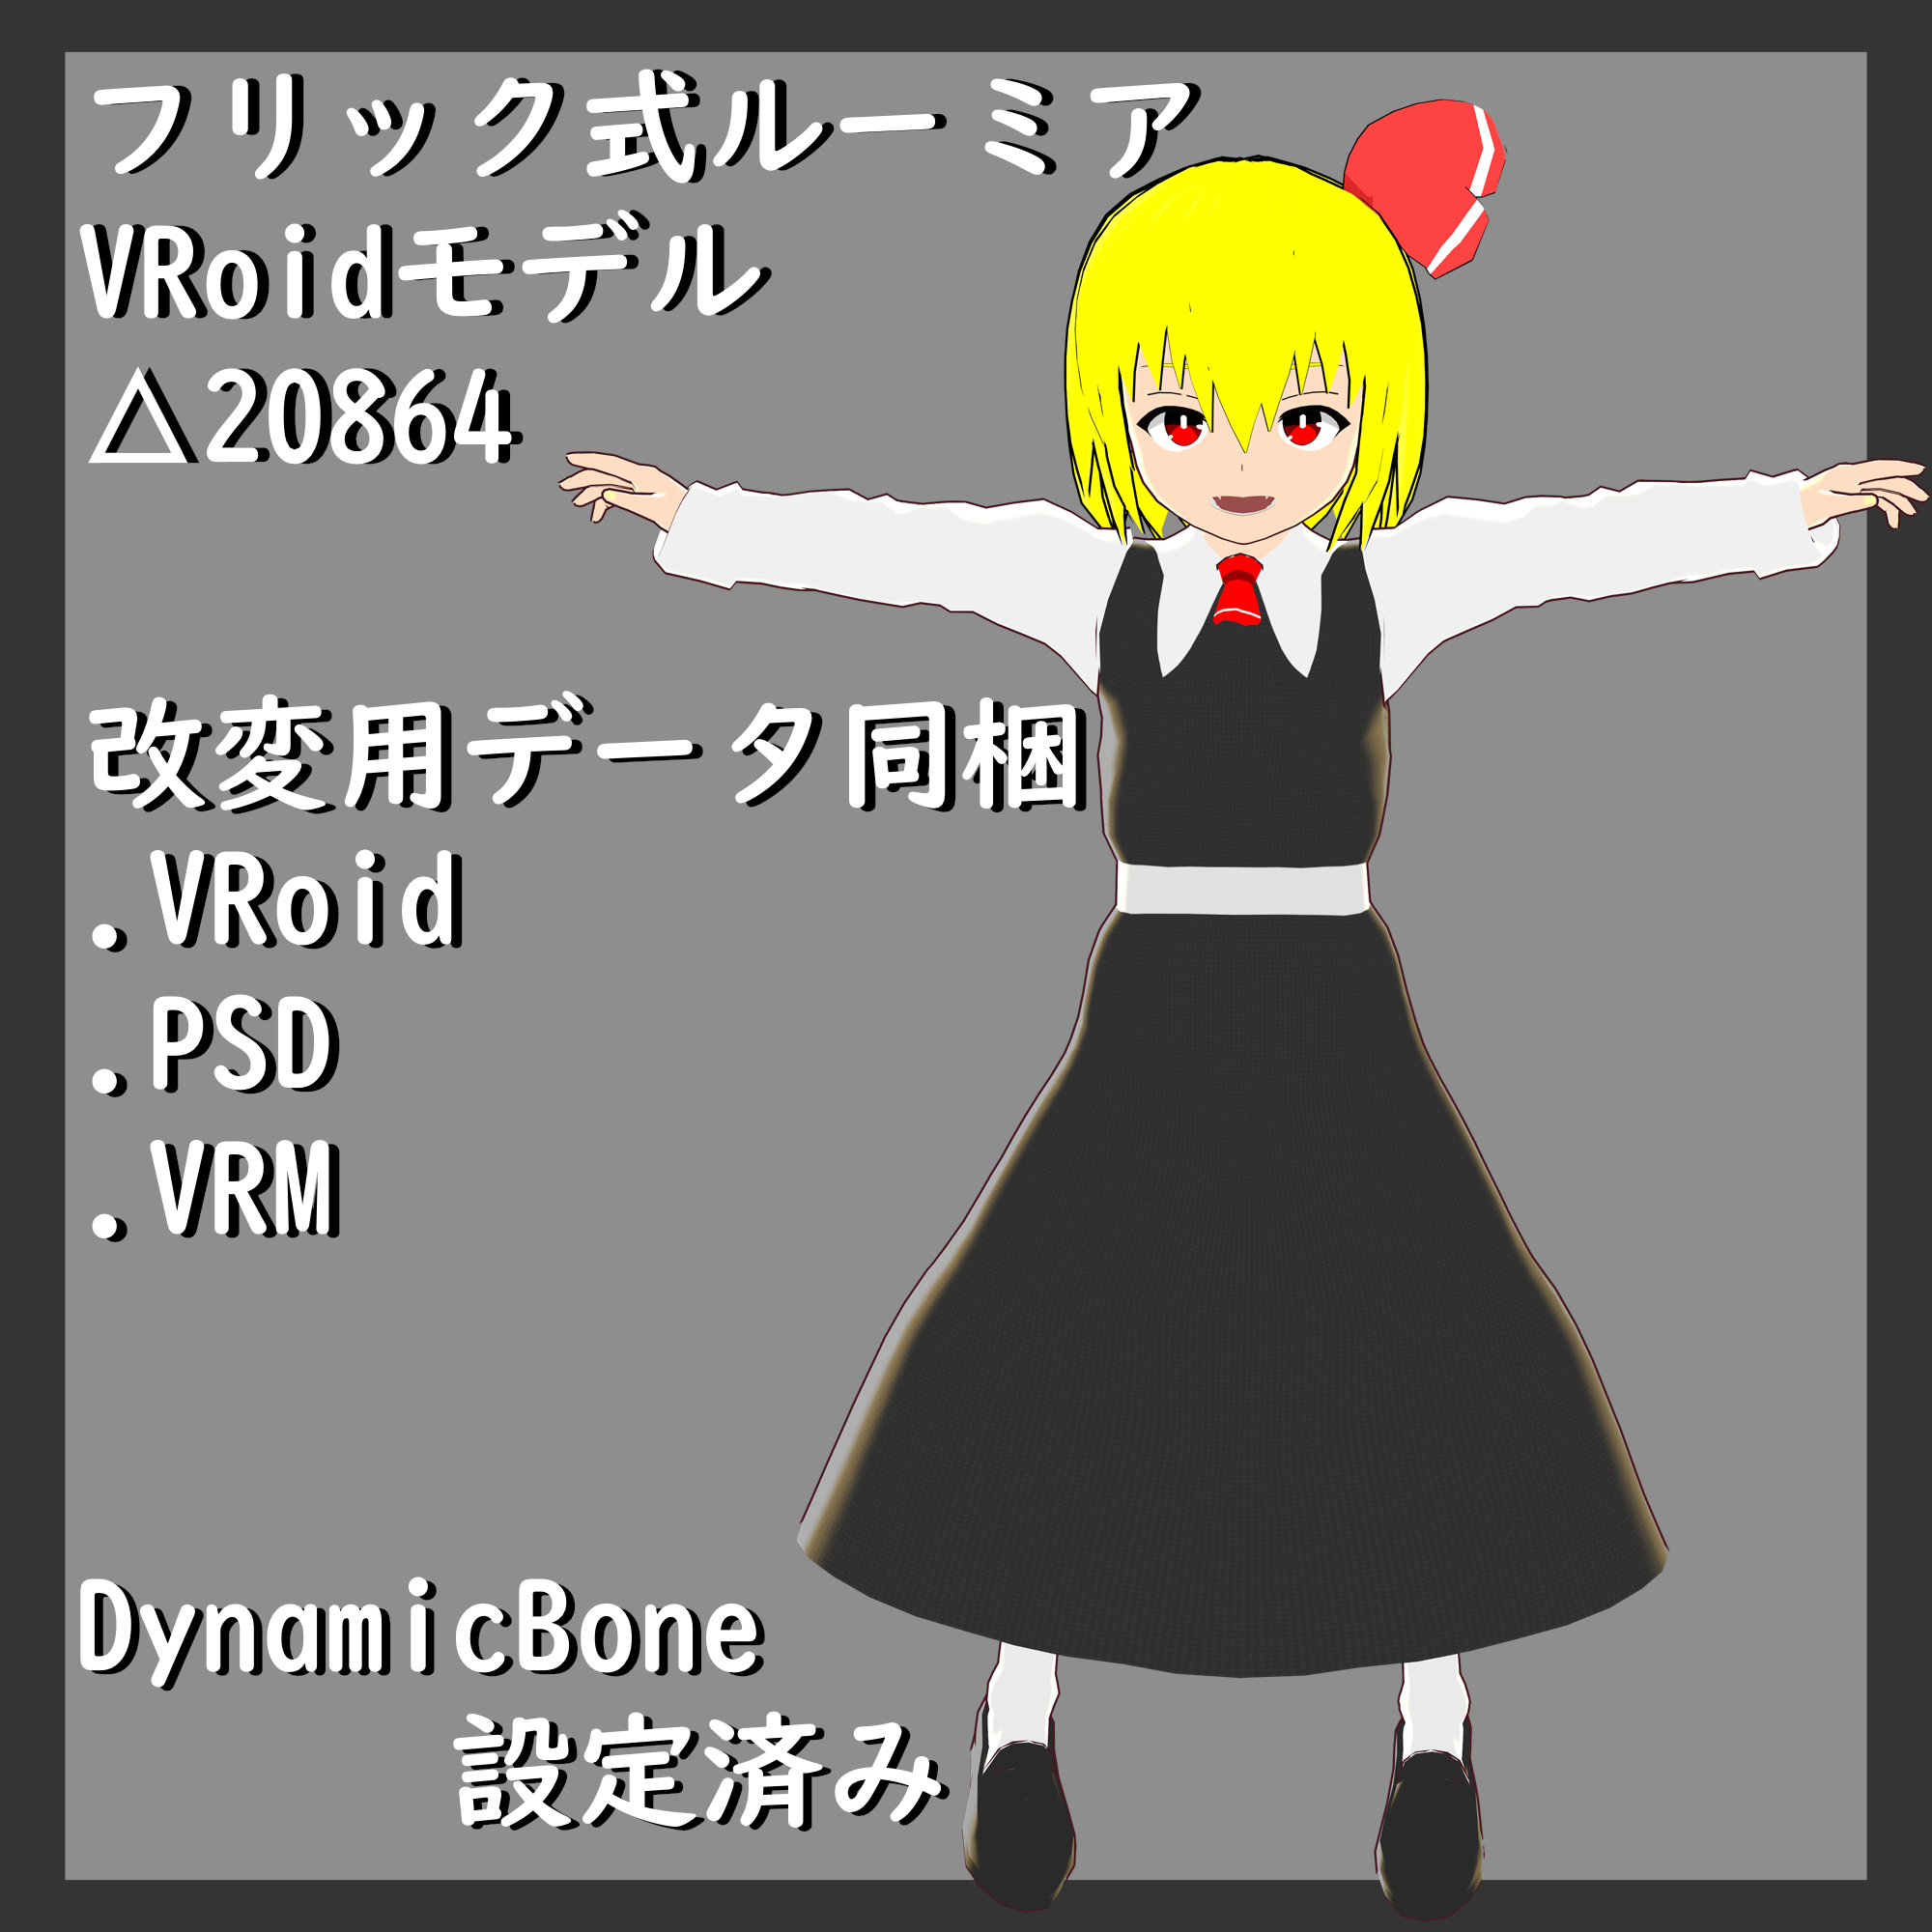 フリック式ルーミア
VRoidモデル
△20864
改変用データ同梱
.VRoid
.PSD
.VRM
DynamicBone
設定済み